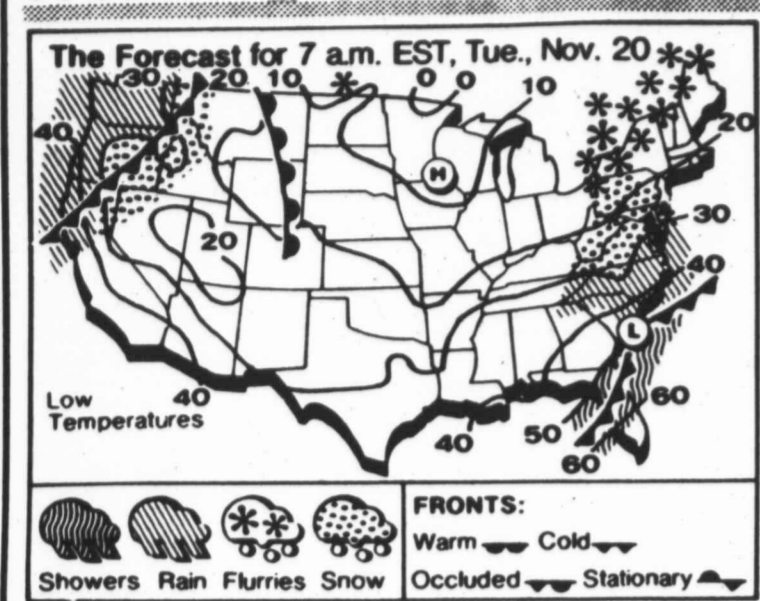 The Forecast for 7 a.m. EST, Tue., Nov. 20
30 20 10 0 0
10
40
20
30
20
40
Low
Temperatures
40
60
50
40
60
FRONTS:
Warm Cold
Showers Rain Flurries Snow
Occluded Stationary
H
L